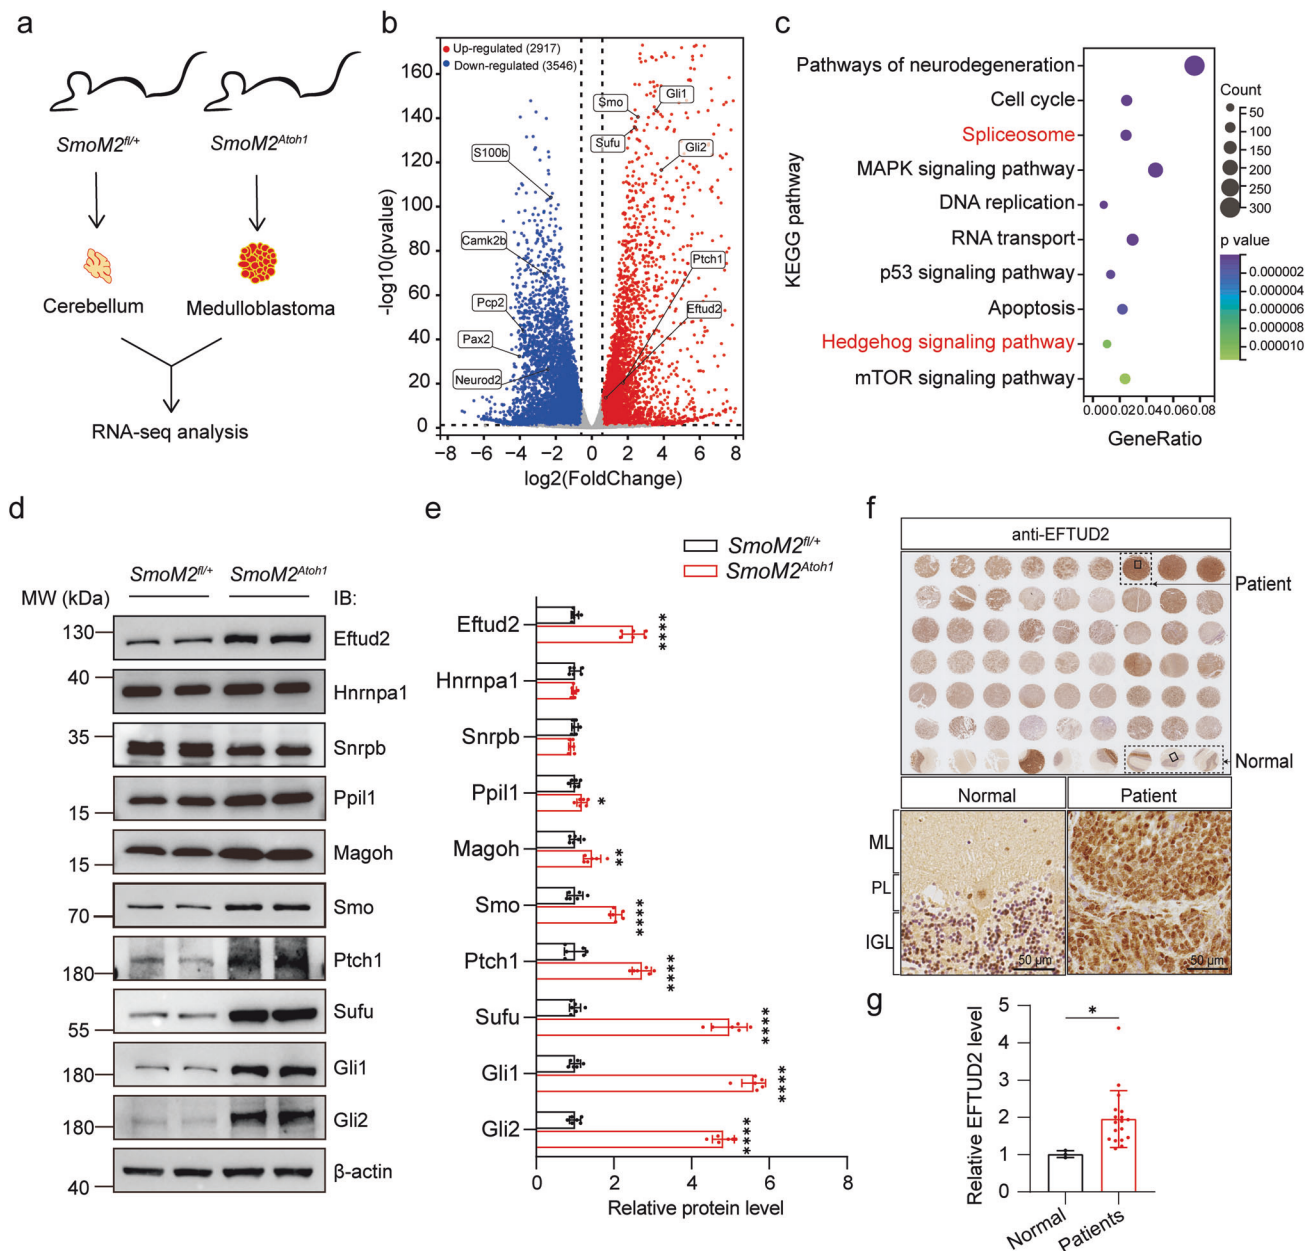 a
SmoM2fl/+
SmoM2Atoh1
Cerebellum
Medulloblastoma
RNA-seq analysis
b
Up-regulated (2917)
Down-regulated (3546)
160
140
120
100
80
60
40
20
0
-log10(pvalue)
Smo
Gli1
Sufu
Gli2
S100b
Camk2b
Ptch1
Pcp2
Eftud2
Pax2
Neurod2
−8 −6 −4 −2 0 2 4 6 8
log2(FoldChange)
c
KEGG pathway
Pathways of neurodegeneration
Cell cycle
Spliceosome
MAPK signaling pathway
DNA replication
RNA transport
p53 signaling pathway
Apoptosis
Hedgehog signaling pathway
mTOR signaling pathway
0.00 0.02 0.04 0.06 0.08
GeneRatio
Count
50
100
150
200
250
300
p value
0.000002
0.000004
0.000006
0.000008
0.000010
d
SmoM2fl/+ SmoM2Atoh1
MW (kDa) IB:
130 Eftud2
40 Hnrnpa1
35 Snrpb
15 Ppil1
15 Magoh
70 Smo
180 Ptch1
55 Sufu
180 Gli1
180 Gli2
40 β-actin
e
SmoM2fl/+
SmoM2Atoh1
Eftud2 ****
Hnrnpa1
Snrpb
Ppil1 *
Magoh **
Smo ****
Ptch1 ****
Sufu ****
Gli1 ****
Gli2 ****
0 2 4 6 8
Relative protein level
f
anti-EFTUD2
Patient
Normal
Normal Patient
ML
PL
IGL
50 μm 50 μm
g
Relative EFTUD2 level
5
4
3
2
1
0
*
Normal
Patients